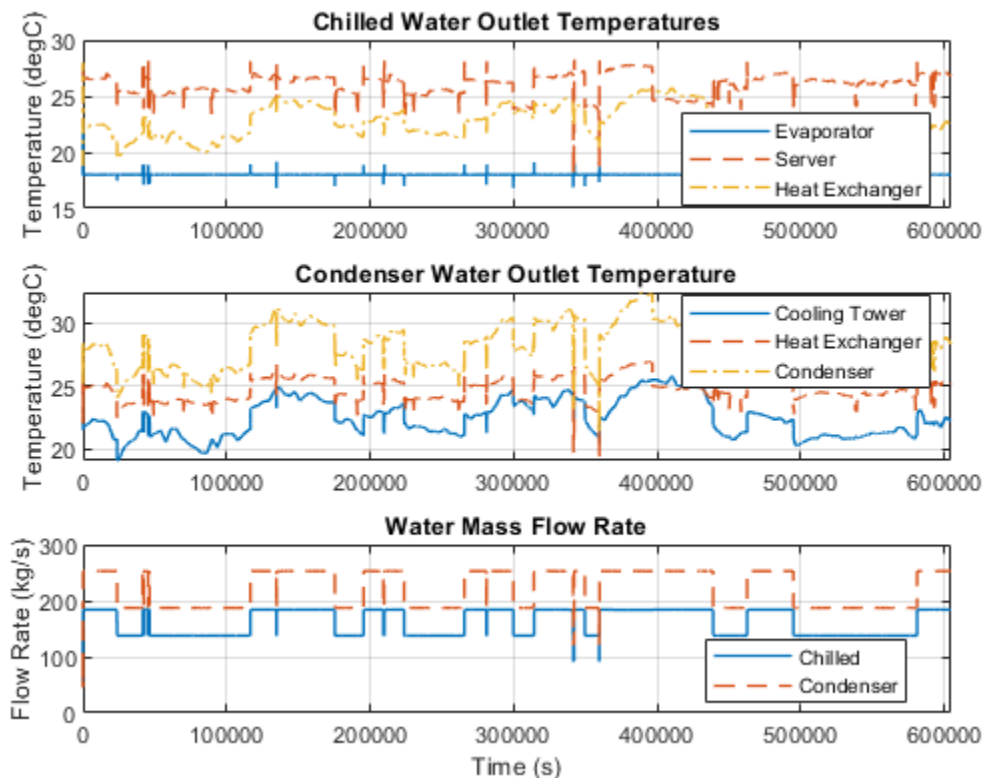 Chilled Water Outlet Temperatures
Temperature (degC)
30
25
20
15
Evaporator
Server
Heat Exchanger
0 100000 200000 300000 400000 500000 600000
Condenser Water Outlet Temperature
Temperature (degC)
30
25
20
Cooling Tower
Heat Exchanger
Condenser
0 100000 200000 300000 400000 500000 600000
Water Mass Flow Rate
Flow Rate (kg/s)
300
200
100
0
Chilled
Condenser
0 100000 200000 300000 400000 500000 600000
Time (s)